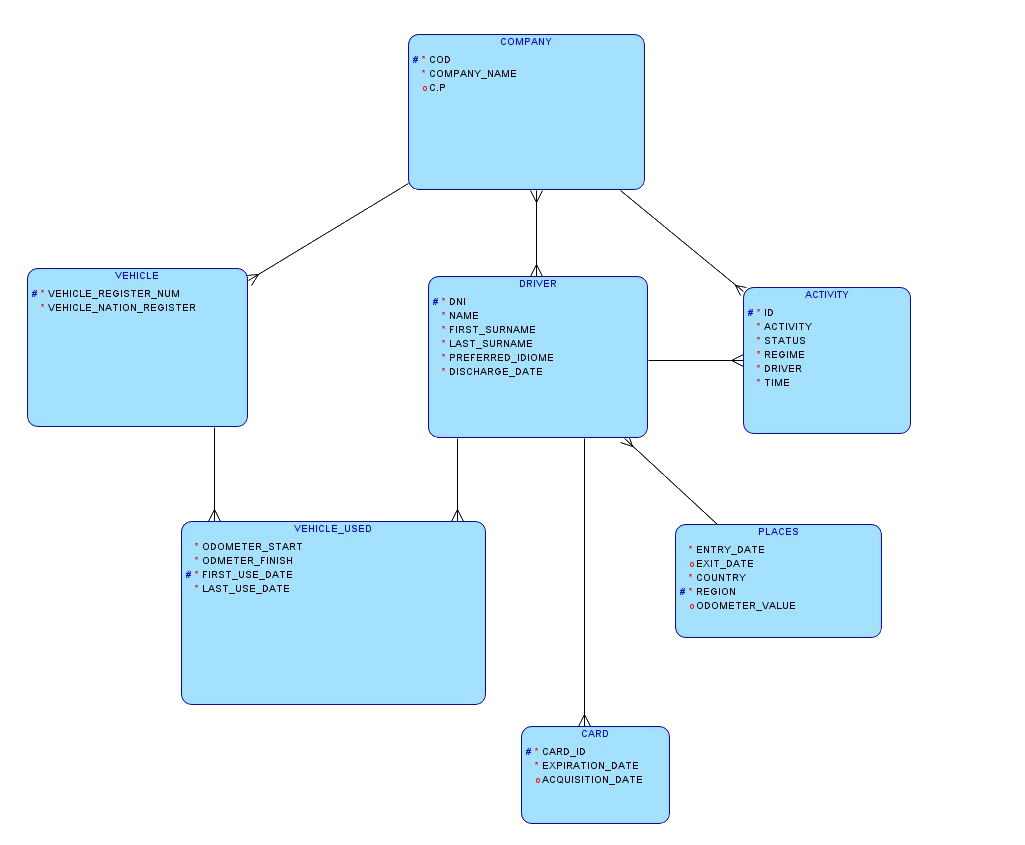 COMPANY
# * COD
* COMPANY_NAME
o C.P
VEHICLE
# * VEHICLE_REGISTER_NUM
* VEHICLE_NATION_REGISTER
DRIVER
# * DNI
* NAME
* FIRST_SURNAME
* LAST_SURNAME
* PREFERRED_IDIOME
* DISCHARGE_DATE
ACTIVITY
# * ID
* ACTIVITY
* STATUS
* REGIME
* DRIVER
* TIME
VEHICLE_USED
* ODOMETER_START
* ODMETER_FINISH
# * FIRST_USE_DATE
* LAST_USE_DATE
PLACES
* ENTRY_DATE
o EXIT_DATE
* COUNTRY
# * REGION
o ODOMETER_VALUE
CARD
# * CARD_ID
* EXPIRATION_DATE
o ACQUISITION_DATE